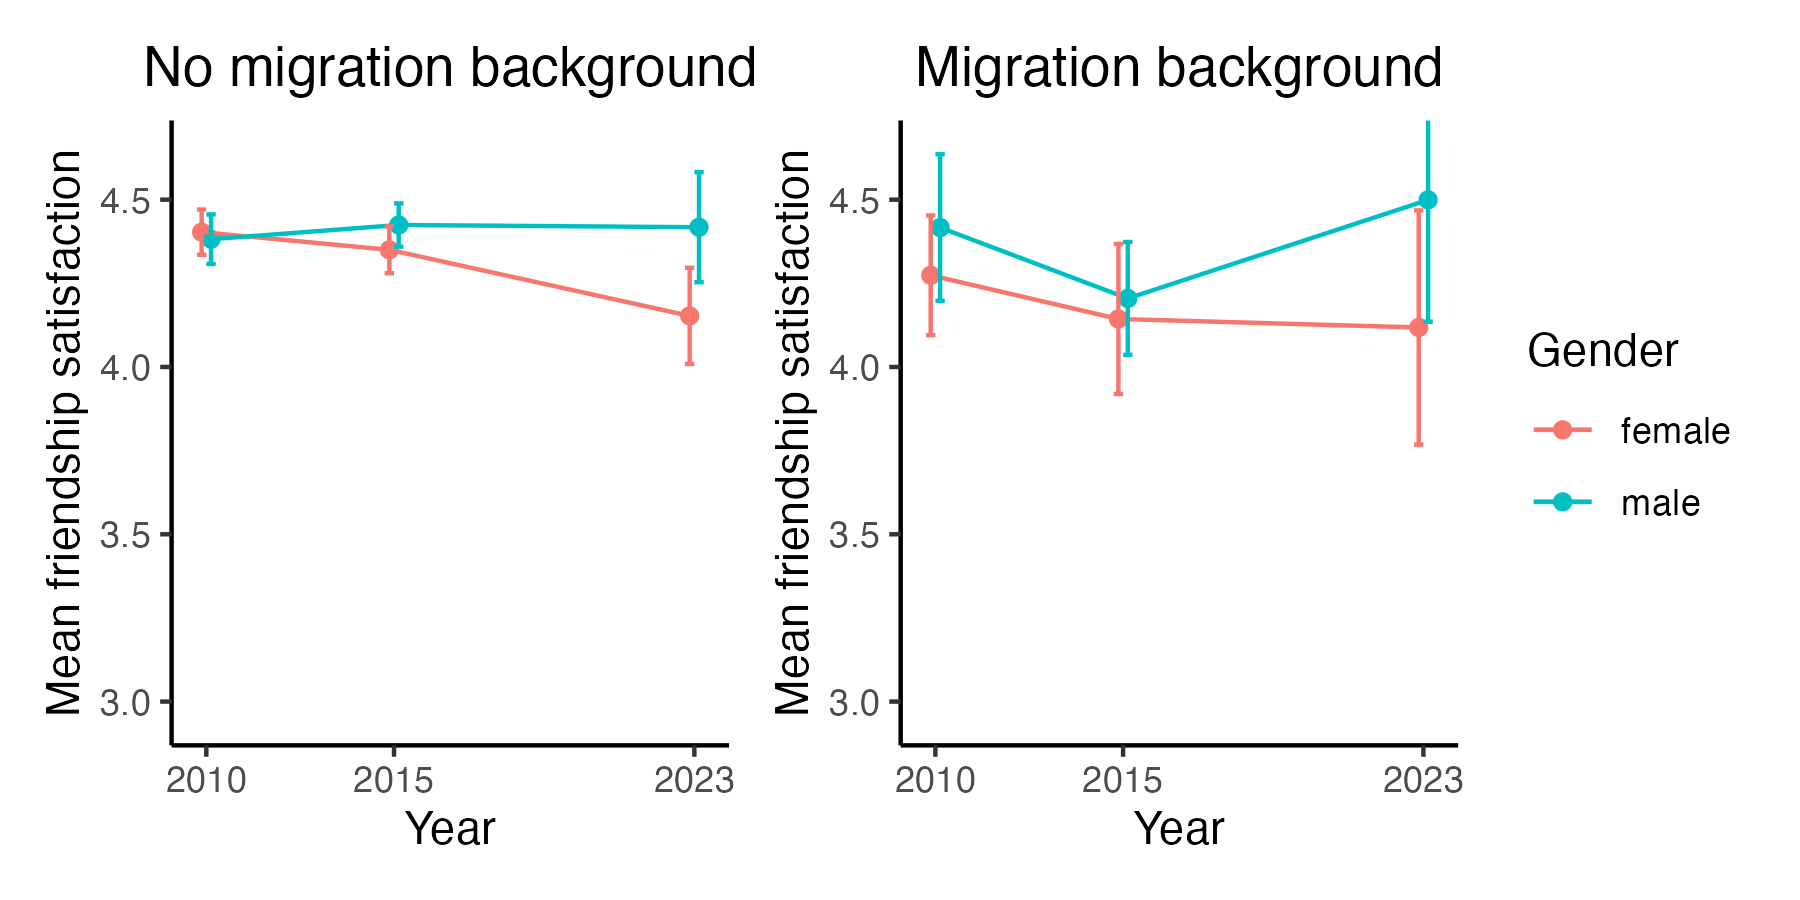 No migration background
Mean friendship satisfaction
4.5
4.0
3.5
3.0
2010 2015 2023
Year
Migration background
Mean friendship satisfaction
4.5
4.0
3.5
3.0
2010 2015 2023
Year
Gender
female
male